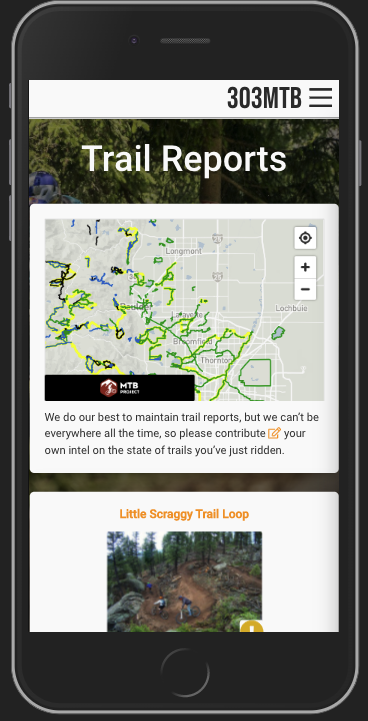 303MTB
Trail Reports
Longmont
Lafayette
Lochbuie
Broomfield
Thornton
+
−
MTB
PROJECT
We do our best to maintain trail reports, but we can’t be
everywhere all the time, so please contribute your
own intel on the state of trails you’ve just ridden.
Little Scraggy Trail Loop